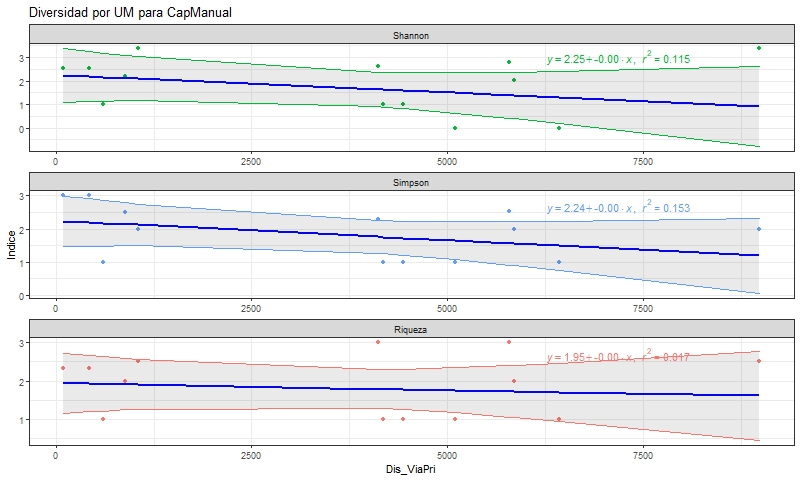 Diversidad por UM para CapManual
Shannon
3
2
1
0
y = 2.25+ -0.00 · x, r² = 0.115
0
2500
5000
7500
Simpson
3
2
1
0
y = 2.24+ -0.00 · x, r² = 0.153
0
2500
5000
7500
Indice
Riqueza
3
2
1
y = 1.95+ -0.00 · x, r² = 0.017
0
2500
5000
7500
Dis_ViaPri